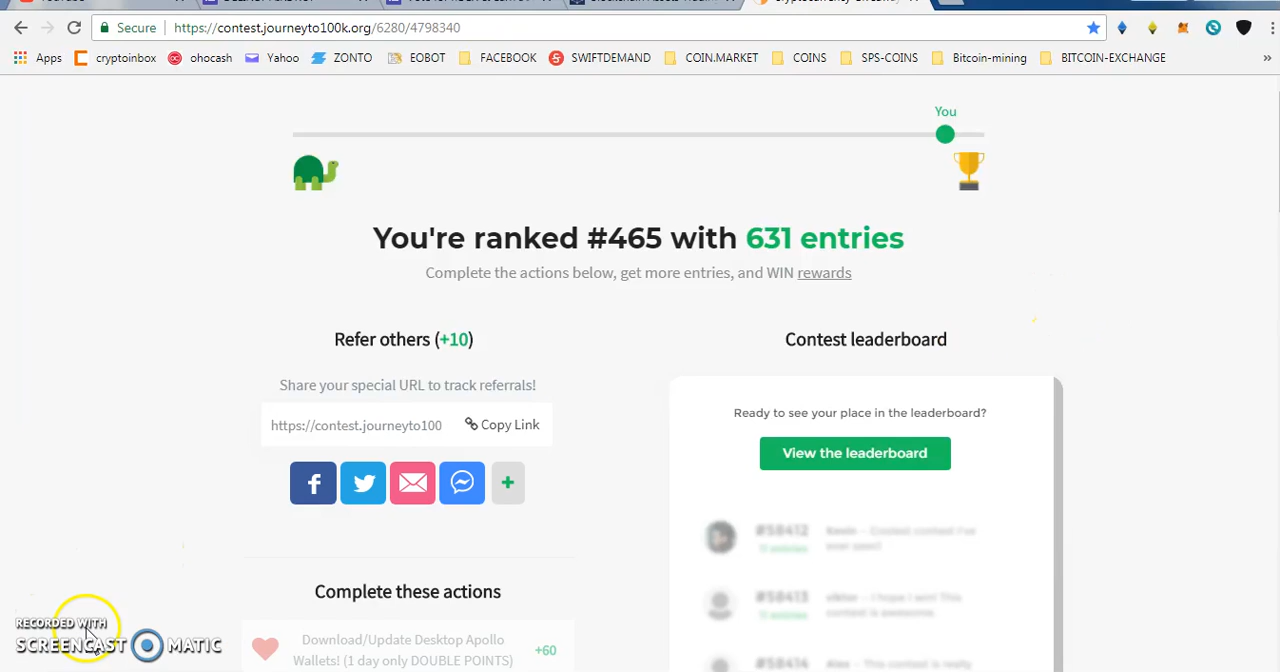 Secure https://contest.journeyto100k.org/6280/4798340
Apps cryptoinbox ohocash Yahoo ZONTO EOBOT FACEBOOK SWIFTDEMAND COIN.MARKET COINS SPS-COINS Bitcoin-mining BITCOIN-EXCHANGE »
You
You're ranked #465 with 631 entries
Complete the actions below, get more entries, and WIN rewards
Refer others (+10)
Share your special URL to track referrals!
https://contest.journeyto100 Copy Link
Complete these actions
Download/Update Desktop Apollo
Wallets! (1 day only DOUBLE POINTS) +60
Contest leaderboard
Ready to see your place in the leaderboard?
View the leaderboard
#58412
#58413
#58414
RECORDED WITH
SCREENCAST MATIC